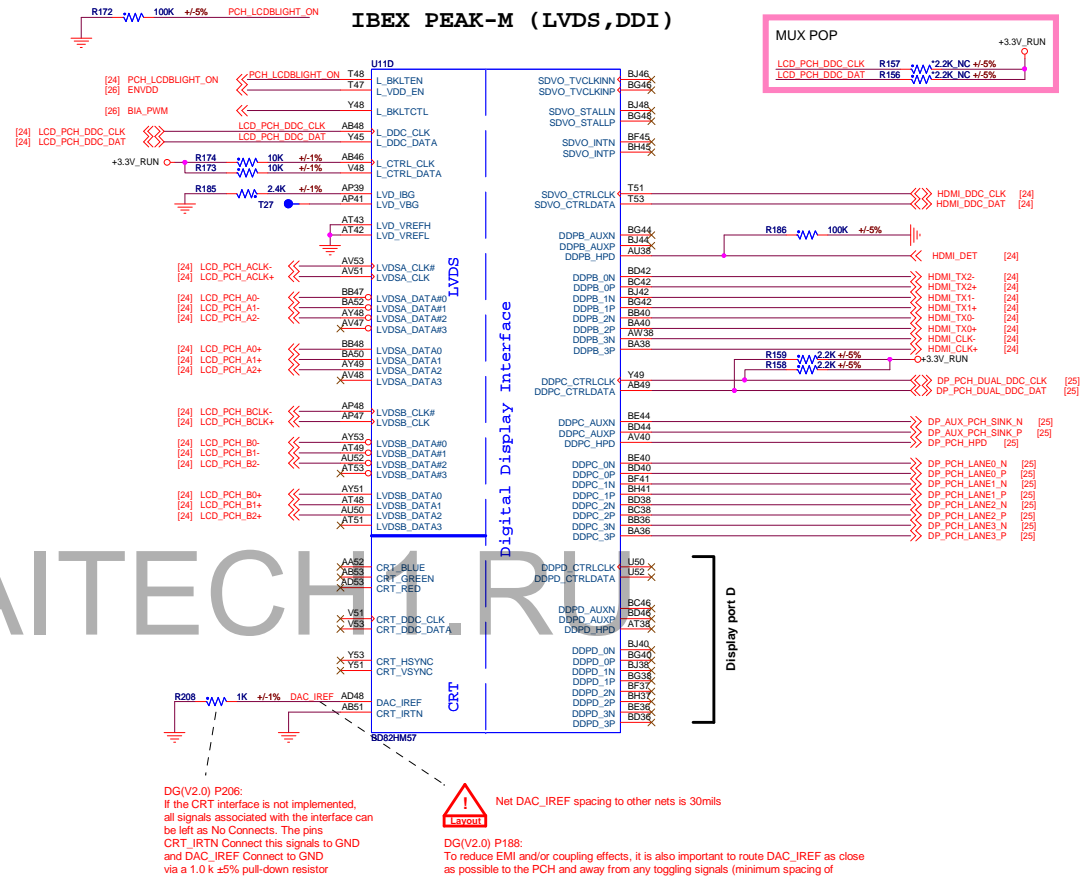 IBEX PEAK-M (LVDS,DDI)
R172 100K +/-5% PCH_LCDBLIGHT_ON
MUX POP
+3.3V_RUN
LCD_PCH_DDC_CLK R157 *2.2K_NC +/-5%
LCD_PCH_DDC_DAT R156 *2.2K_NC +/-5%
U11D
[24] PCH_LCDBLIGHT_ON PCH_LCDBLIGHT_ON T48 L_BKLTEN
[26] ENVDD T47 L_VDD_EN
[26] BIA_PWM Y48 L_BKLTCTL
[24] LCD_PCH_DDC_CLK LCD_PCH_DDC_CLK AB48 L_DDC_CLK
[24] LCD_PCH_DDC_DAT LCD_PCH_DDC_DAT Y45 L_DDC_DATA
+3.3V_RUN R174 10K +/-1% AB46 L_CTRL_CLK
R173 10K +/-1% V48 L_CTRL_DATA
R185 2.4K +/-1% AP39 LVD_IBG
T27 AP41 LVD_VBG
AT43 LVD_VREFH
AT42 LVD_VREFL
[24] LCD_PCH_ACLK- AV53 LVDSA_CLK#
[24] LCD_PCH_ACLK+ AV51 LVDSA_CLK
[24] LCD_PCH_A0- BB47 LVDSA_DATA#0
[24] LCD_PCH_A1- BA52 LVDSA_DATA#1
[24] LCD_PCH_A2- AY48 LVDSA_DATA#2
AV47 LVDSA_DATA#3
[24] LCD_PCH_A0+ BB48 LVDSA_DATA0
[24] LCD_PCH_A1+ BA50 LVDSA_DATA1
[24] LCD_PCH_A2+ AY49 LVDSA_DATA2
AV48 LVDSA_DATA3
[24] LCD_PCH_BCLK- AP48 LVDSB_CLK#
[24] LCD_PCH_BCLK+ AP47 LVDSB_CLK
[24] LCD_PCH_B0- AY53 LVDSB_DATA#0
[24] LCD_PCH_B1- AT49 LVDSB_DATA#1
[24] LCD_PCH_B2- AU52 LVDSB_DATA#2
AT53 LVDSB_DATA#3
[24] LCD_PCH_B0+ AY51 LVDSB_DATA0
[24] LCD_PCH_B1+ AT48 LVDSB_DATA1
[24] LCD_PCH_B2+ AU50 LVDSB_DATA2
AT51 LVDSB_DATA3
AA52 CRT_BLUE
AB53 CRT_GREEN
AD53 CRT_RED
V51 CRT_DDC_CLK
V53 CRT_DDC_DATA
Y53 CRT_HSYNC
Y51 CRT_VSYNC
R208 1K +/-1% DAC_IREF AD48 DAC_IREF
AB51 CRT_IRTN
BD82HM57
LVDS
CRT
Digital Display Interface
SDVO_TVCLKINN BJ46
SDVO_TVCLKINP BG46
SDVO_STALLN BJ48
SDVO_STALLP BG48
SDVO_INTN BF45
SDVO_INTP BH45
SDVO_CTRLCLK T51 HDMI_DDC_CLK [24]
SDVO_CTRLDATA T53 HDMI_DDC_DAT [24]
DDPB_AUXN BG44
R186 100K +/-5%
DDPB_AUXP BJ44
DDPB_HPD AU38 HDMI_DET [24]
DDPB_0N BD42 HDMI_TX2- [24]
DDPB_0P BC42 HDMI_TX2+ [24]
DDPB_1N BJ42 HDMI_TX1- [24]
DDPB_1P BG42 HDMI_TX1+ [24]
DDPB_2N BB40 HDMI_TX0- [24]
DDPB_2P BA40 HDMI_TX0+ [24]
DDPB_3N AW38 HDMI_CLK- [24]
DDPB_3P BA38 HDMI_CLK+ [24]
R159 2.2K +/-5% +3.3V_RUN
R158 2.2K +/-5%
DDPC_CTRLCLK Y49 DP_PCH_DUAL_DDC_CLK [25]
DDPC_CTRLDATA AB49 DP_PCH_DUAL_DDC_DAT [25]
DDPC_AUXN BE44 DP_AUX_PCH_SINK_N [25]
DDPC_AUXP BD44 DP_AUX_PCH_SINK_P [25]
DDPC_HPD AV40 DP_PCH_HPD [25]
DDPC_0N BE40 DP_PCH_LANE0_N [25]
DDPC_0P BD40 DP_PCH_LANE0_P [25]
DDPC_1N BF41 DP_PCH_LANE1_N [25]
DDPC_1P BH41 DP_PCH_LANE1_P [25]
DDPC_2N BD38 DP_PCH_LANE2_N [25]
DDPC_2P BC38 DP_PCH_LANE2_P [25]
DDPC_3N BB36 DP_PCH_LANE3_N [25]
DDPC_3P BA36 DP_PCH_LANE3_P [25]
DDPD_CTRLCLK U50
DDPD_CTRLDATA U52
DDPD_AUXN BC46
DDPD_AUXP BD46
DDPD_HPD AT38
DDPD_0N BJ40
DDPD_0P BG40
DDPD_1N BJ38
DDPD_1P BG38
DDPD_2N BF37
DDPD_2P BH37
DDPD_3N BE36
DDPD_3P BD36
Display port D
AITECH1.RU
DG(V2.0) P206:
If the CRT interface is not implemented,
all signals associated with the interface can
be left as No Connects. The pins
CRT_IRTN Connect this signals to GND
and DAC_IREF Connect to GND
via a 1.0 k ±5% pull-down resistor
! Layout
Net DAC_IREF spacing to other nets is 30mils
DG(V2.0) P188:
To reduce EMI and/or coupling effects, it is also important to route DAC_IREF as close
as possible to the PCH and away from any toggling signals (minimum spacing of